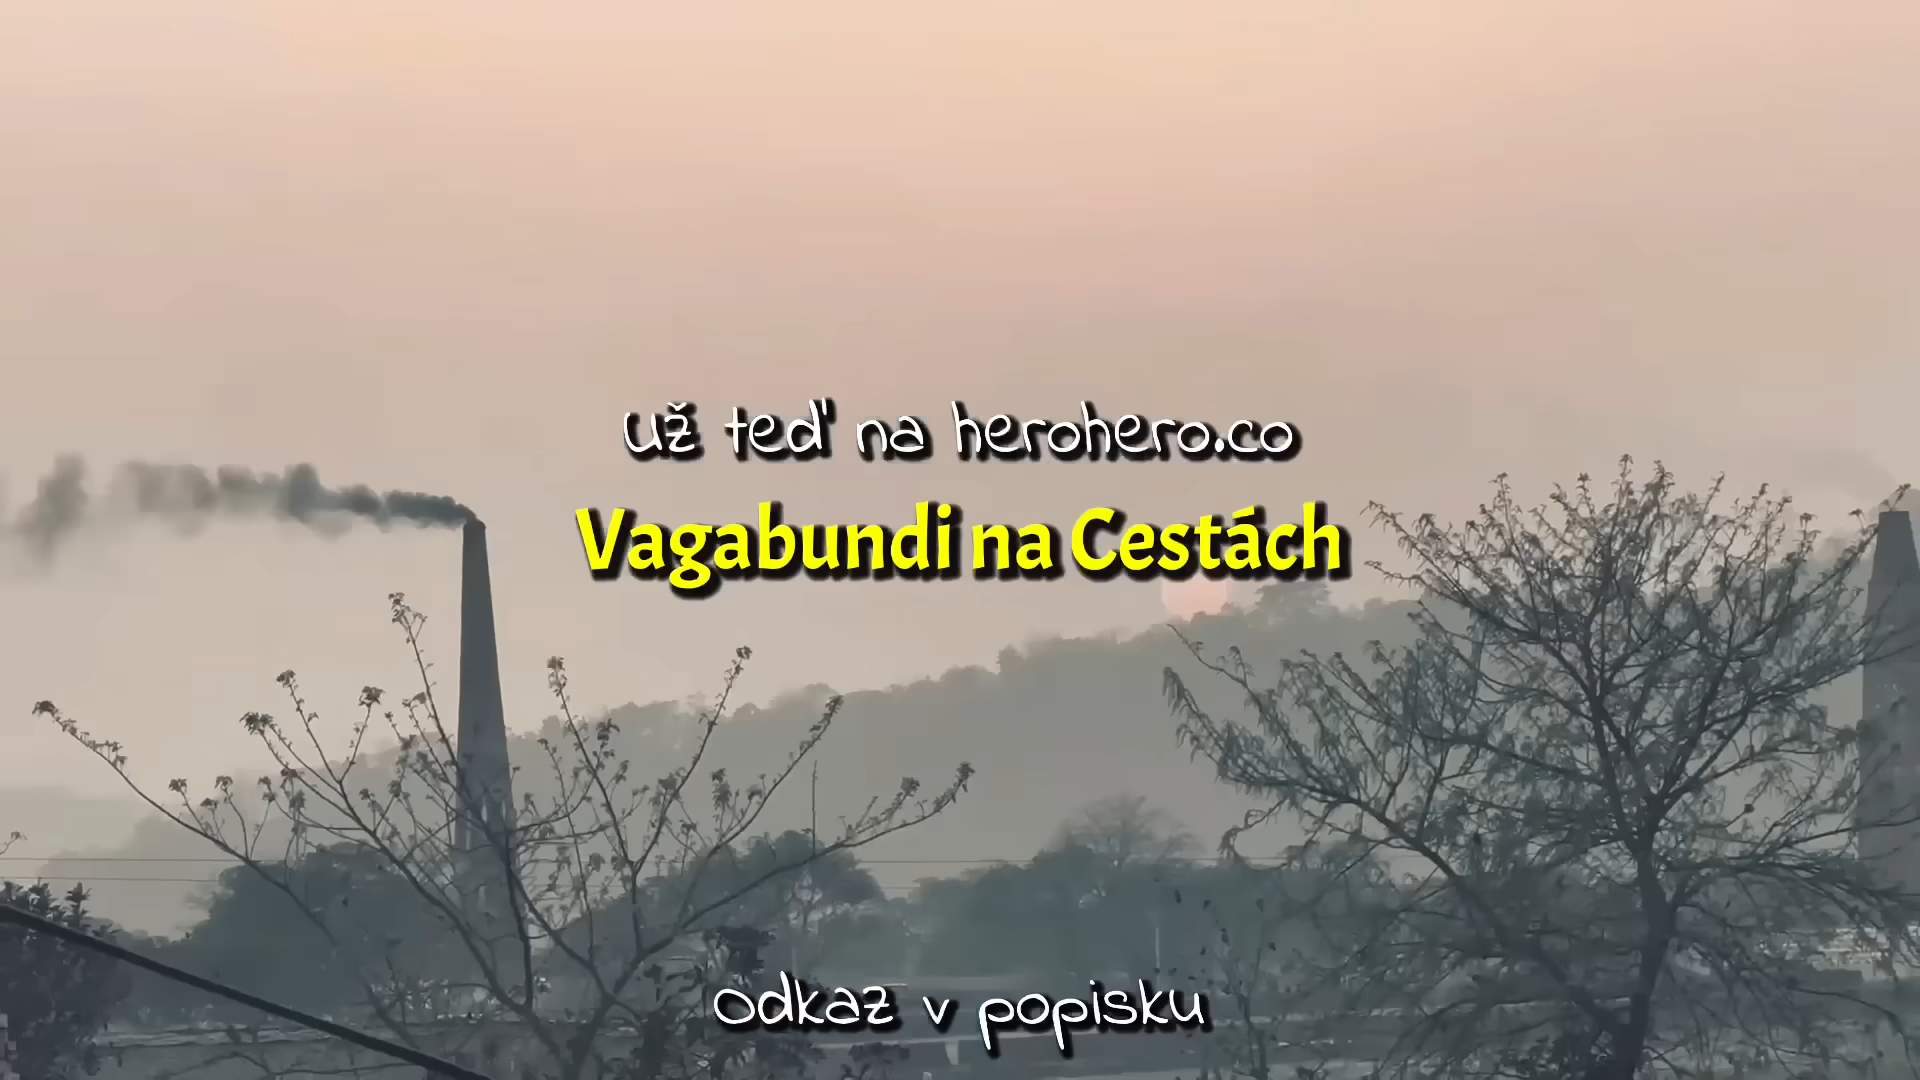 Už teď na herohero.co
Vagabundi na Cestách
Odkaz v popisku